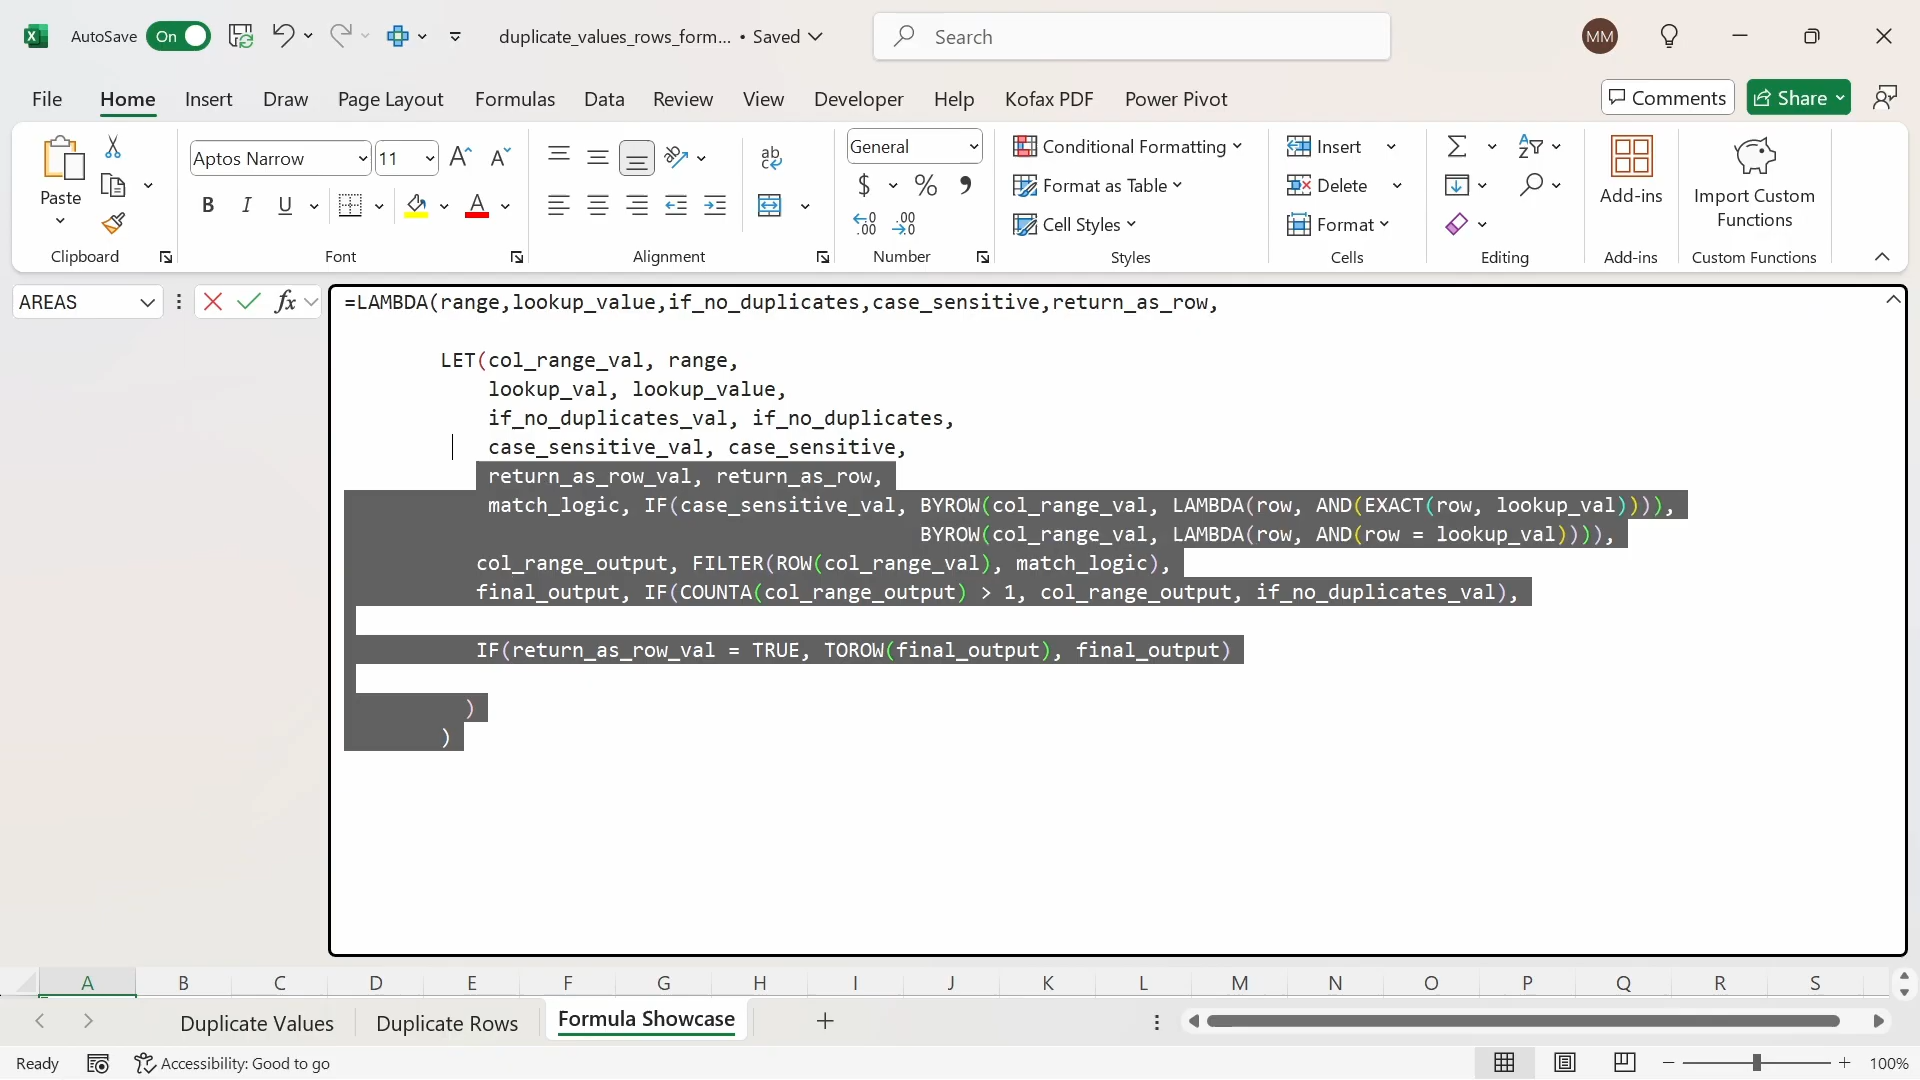 AutoSave On duplicate_values_rows_form... • Saved Search MM
File Home Insert Draw Page Layout Formulas Data Review View Developer Help Kofax PDF Power Pivot Comments Share
Paste Aptos Narrow 11 General Conditional Formatting Insert
Format as Table Delete Add-ins Import Custom Functions
B I U Cell Styles Format
Clipboard Font Alignment Number Styles Cells Editing Add-ins Custom Functions
AREAS fx =LAMBDA(range,lookup_value,if_no_duplicates,case_sensitive,return_as_row,
LET(col_range_val, range,
lookup_val, lookup_value,
if_no_duplicates_val, if_no_duplicates,
case_sensitive_val, case_sensitive,
return_as_row_val, return_as_row,
match_logic, IF(case_sensitive_val, BYROW(col_range_val, LAMBDA(row, AND(EXACT(row, lookup_val)))),
BYROW(col_range_val, LAMBDA(row, AND(row = lookup_val)))),
col_range_output, FILTER(ROW(col_range_val), match_logic),
final_output, IF(COUNTA(col_range_output) > 1, col_range_output, if_no_duplicates_val),
IF(return_as_row_val = TRUE, TOROW(final_output), final_output)
)
)
A B C D E F G H I J K L M N O P Q R S
Duplicate Values Duplicate Rows Formula Showcase
Ready Accessibility: Good to go 100%